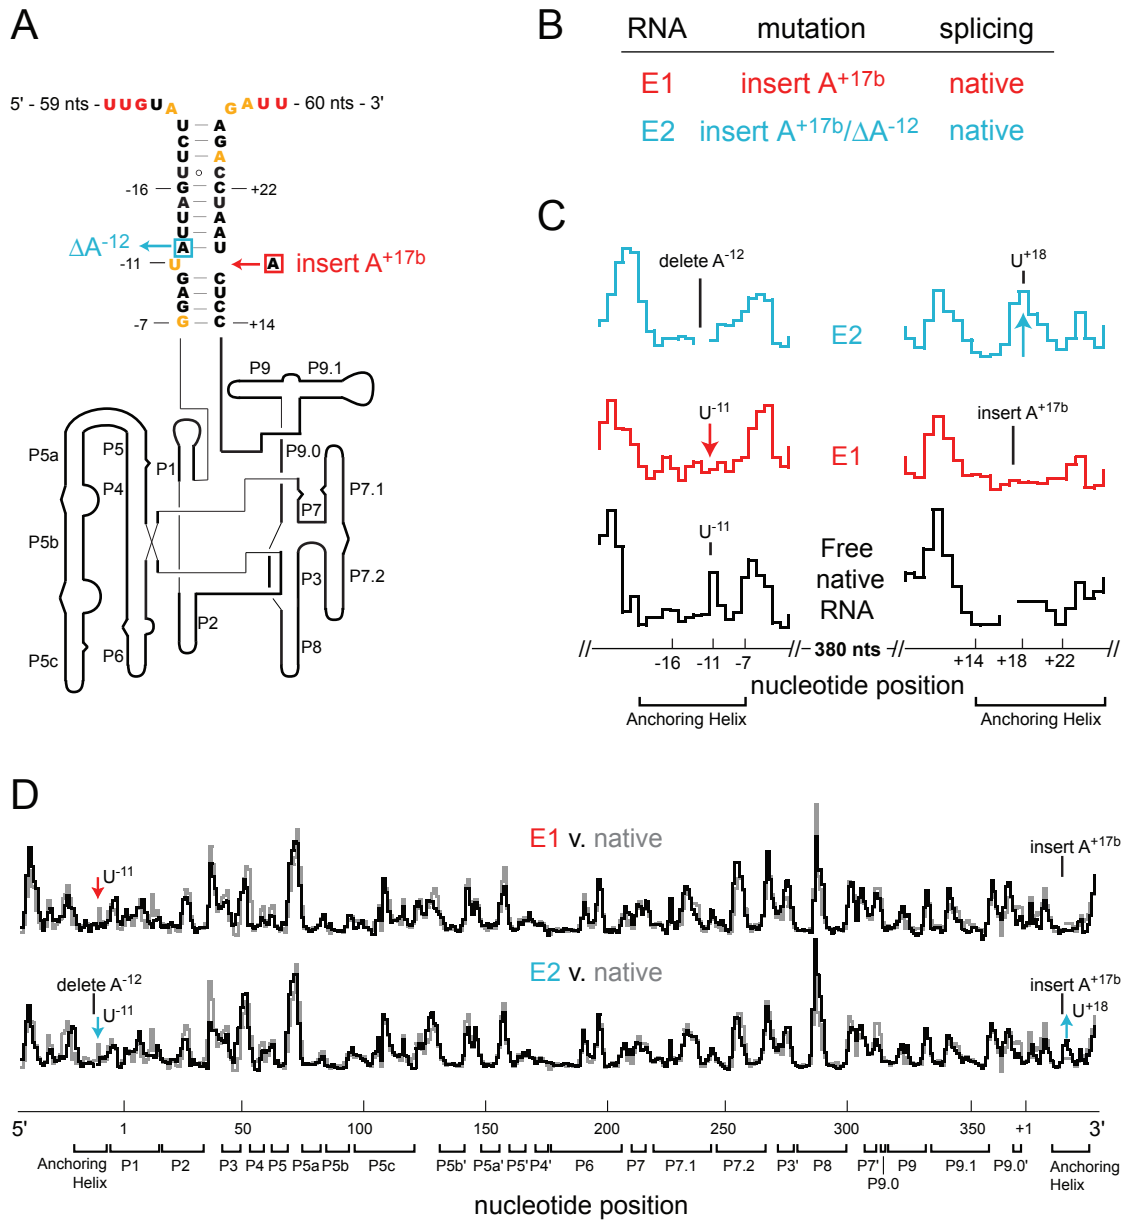 A
5' - 59 nts - U U G U A
G A U U - 60 nts - 3'
U A
C G
U A
U C
-16 G C +22
A U
U A
U A
ΔA-12 A U
-11 U A insert A+17b
G C
A U
G C
-7 G C +14
P9 P9.1
P5a P5 P1 P9.0
P4 P7 P7.1
P5b
P3 P7.2
P2
P5c P6 P8
B
RNA mutation splicing
E1 insert A+17b native
E2 insert A+17b/ΔA-12 native
C
delete A-12 U+18
E2
U-11 insert A+17b
E1
U-11
Free
native
RNA
-16 -11 -7 // 380 nts // +14 +18 +22
nucleotide position
Anchoring Helix Anchoring Helix
D
E1 v. native
U-11 insert A+17b
E2 v. native
delete A-12 insert A+17b
U-11 U+18
5' 1 50 100 150 200 250 300 350 +1 3'
Anchoring Helix P1 P2 P3 P4 P5 P5a P5b P5c P5b' P5a' P5' P4' P6 P7 P7.1 P7.2 P3' P8 P7' P9.0 P9 P9.1 P9.0' Anchoring Helix
nucleotide position